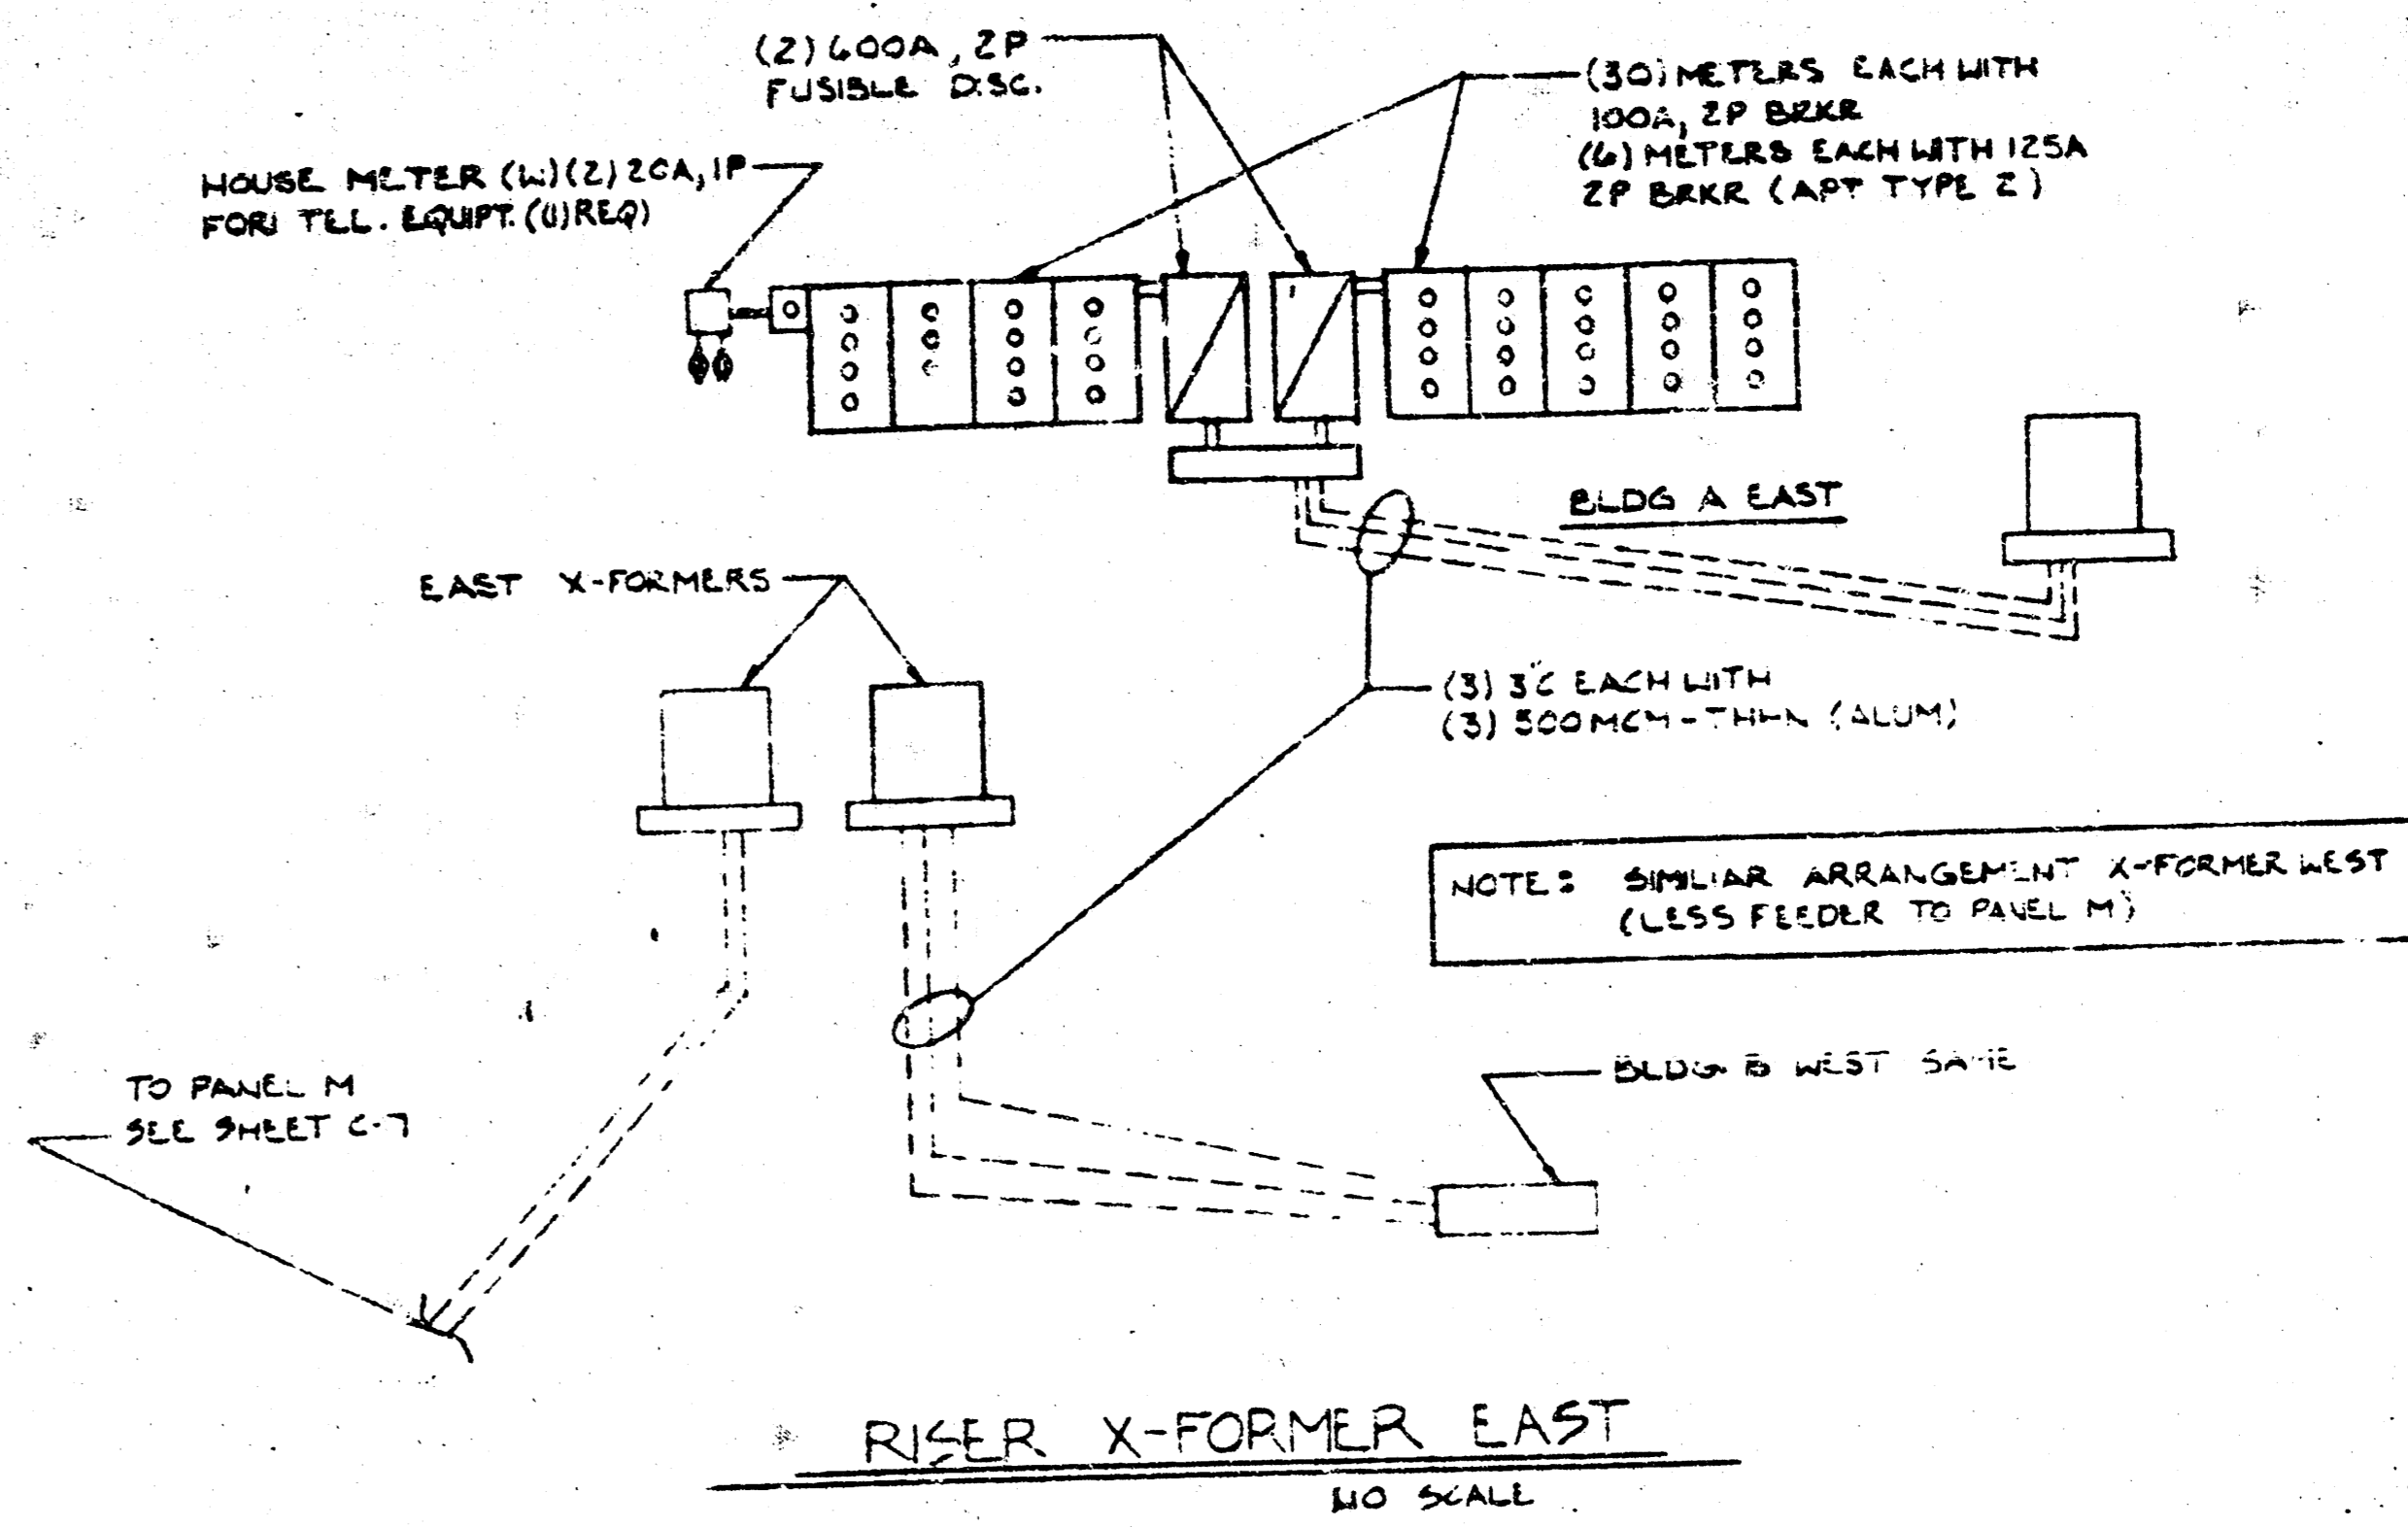 (2) 600A, 2P
FUSIBLE DISC.
(30) METERS EACH WITH
100A, 2P BRKR
(6) METERS EACH WITH 125A
2P BRKR (APT TYPE 2)
HOUSE METER (W)(2) 20A, 1P
FOR TEL. EQUIPT. (1) REQ)
BLDG A EAST
EAST X-FORMERS
(3) 3"C EACH WITH
(3) 500 MCM - THHN (ALUM)
NOTE: SIMILIAR ARRANGEMENT X-FORMER WEST
(LESS FEEDER TO PANEL M)
BLDG B WEST SAME
TO PANEL M
SEE SHEET C-7
RISER X-FORMER EAST
NO SCALE